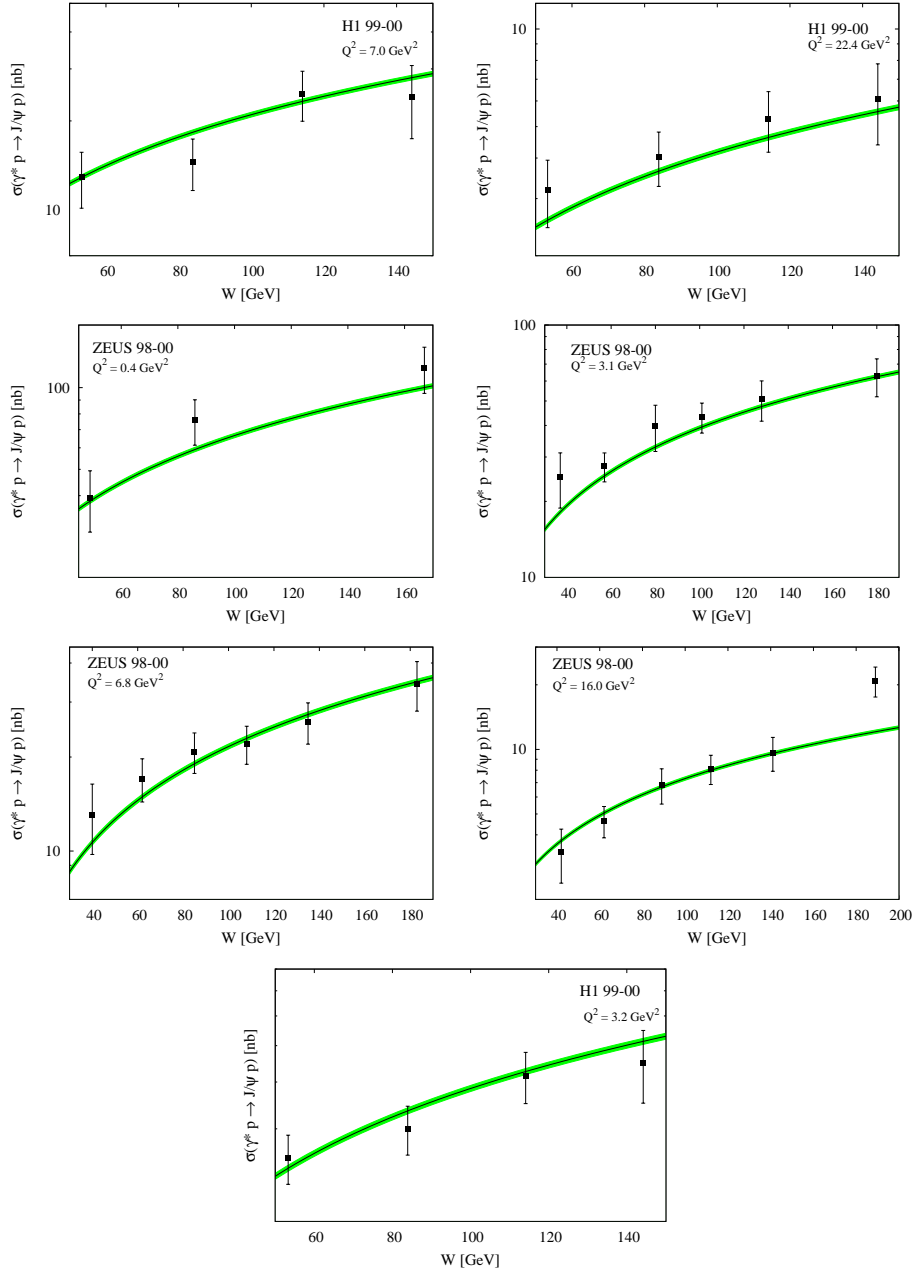 H1 99-00
Q² = 7.0 GeV²
σ(γ* p → J/ψ p) [nb]
10
60 80 100 120 140
W [GeV]
10
H1 99-00
Q² = 22.4 GeV²
σ(γ* p → J/ψ p) [nb]
60 80 100 120 140
W [GeV]
ZEUS 98-00
Q² = 0.4 GeV²
σ(γ* p → J/ψ p) [nb]
100
60 80 100 120 140 160
W [GeV]
100
ZEUS 98-00
Q² = 3.1 GeV²
σ(γ* p → J/ψ p) [nb]
10
40 60 80 100 120 140 160 180
W [GeV]
ZEUS 98-00
Q² = 6.8 GeV²
σ(γ* p → J/ψ p) [nb]
10
40 60 80 100 120 140 160 180
W [GeV]
ZEUS 98-00
Q² = 16.0 GeV²
σ(γ* p → J/ψ p) [nb]
10
40 60 80 100 120 140 160 180 200
W [GeV]
H1 99-00
Q² = 3.2 GeV²
σ(γ* p → J/ψ p) [nb]
60 80 100 120 140
W [GeV]